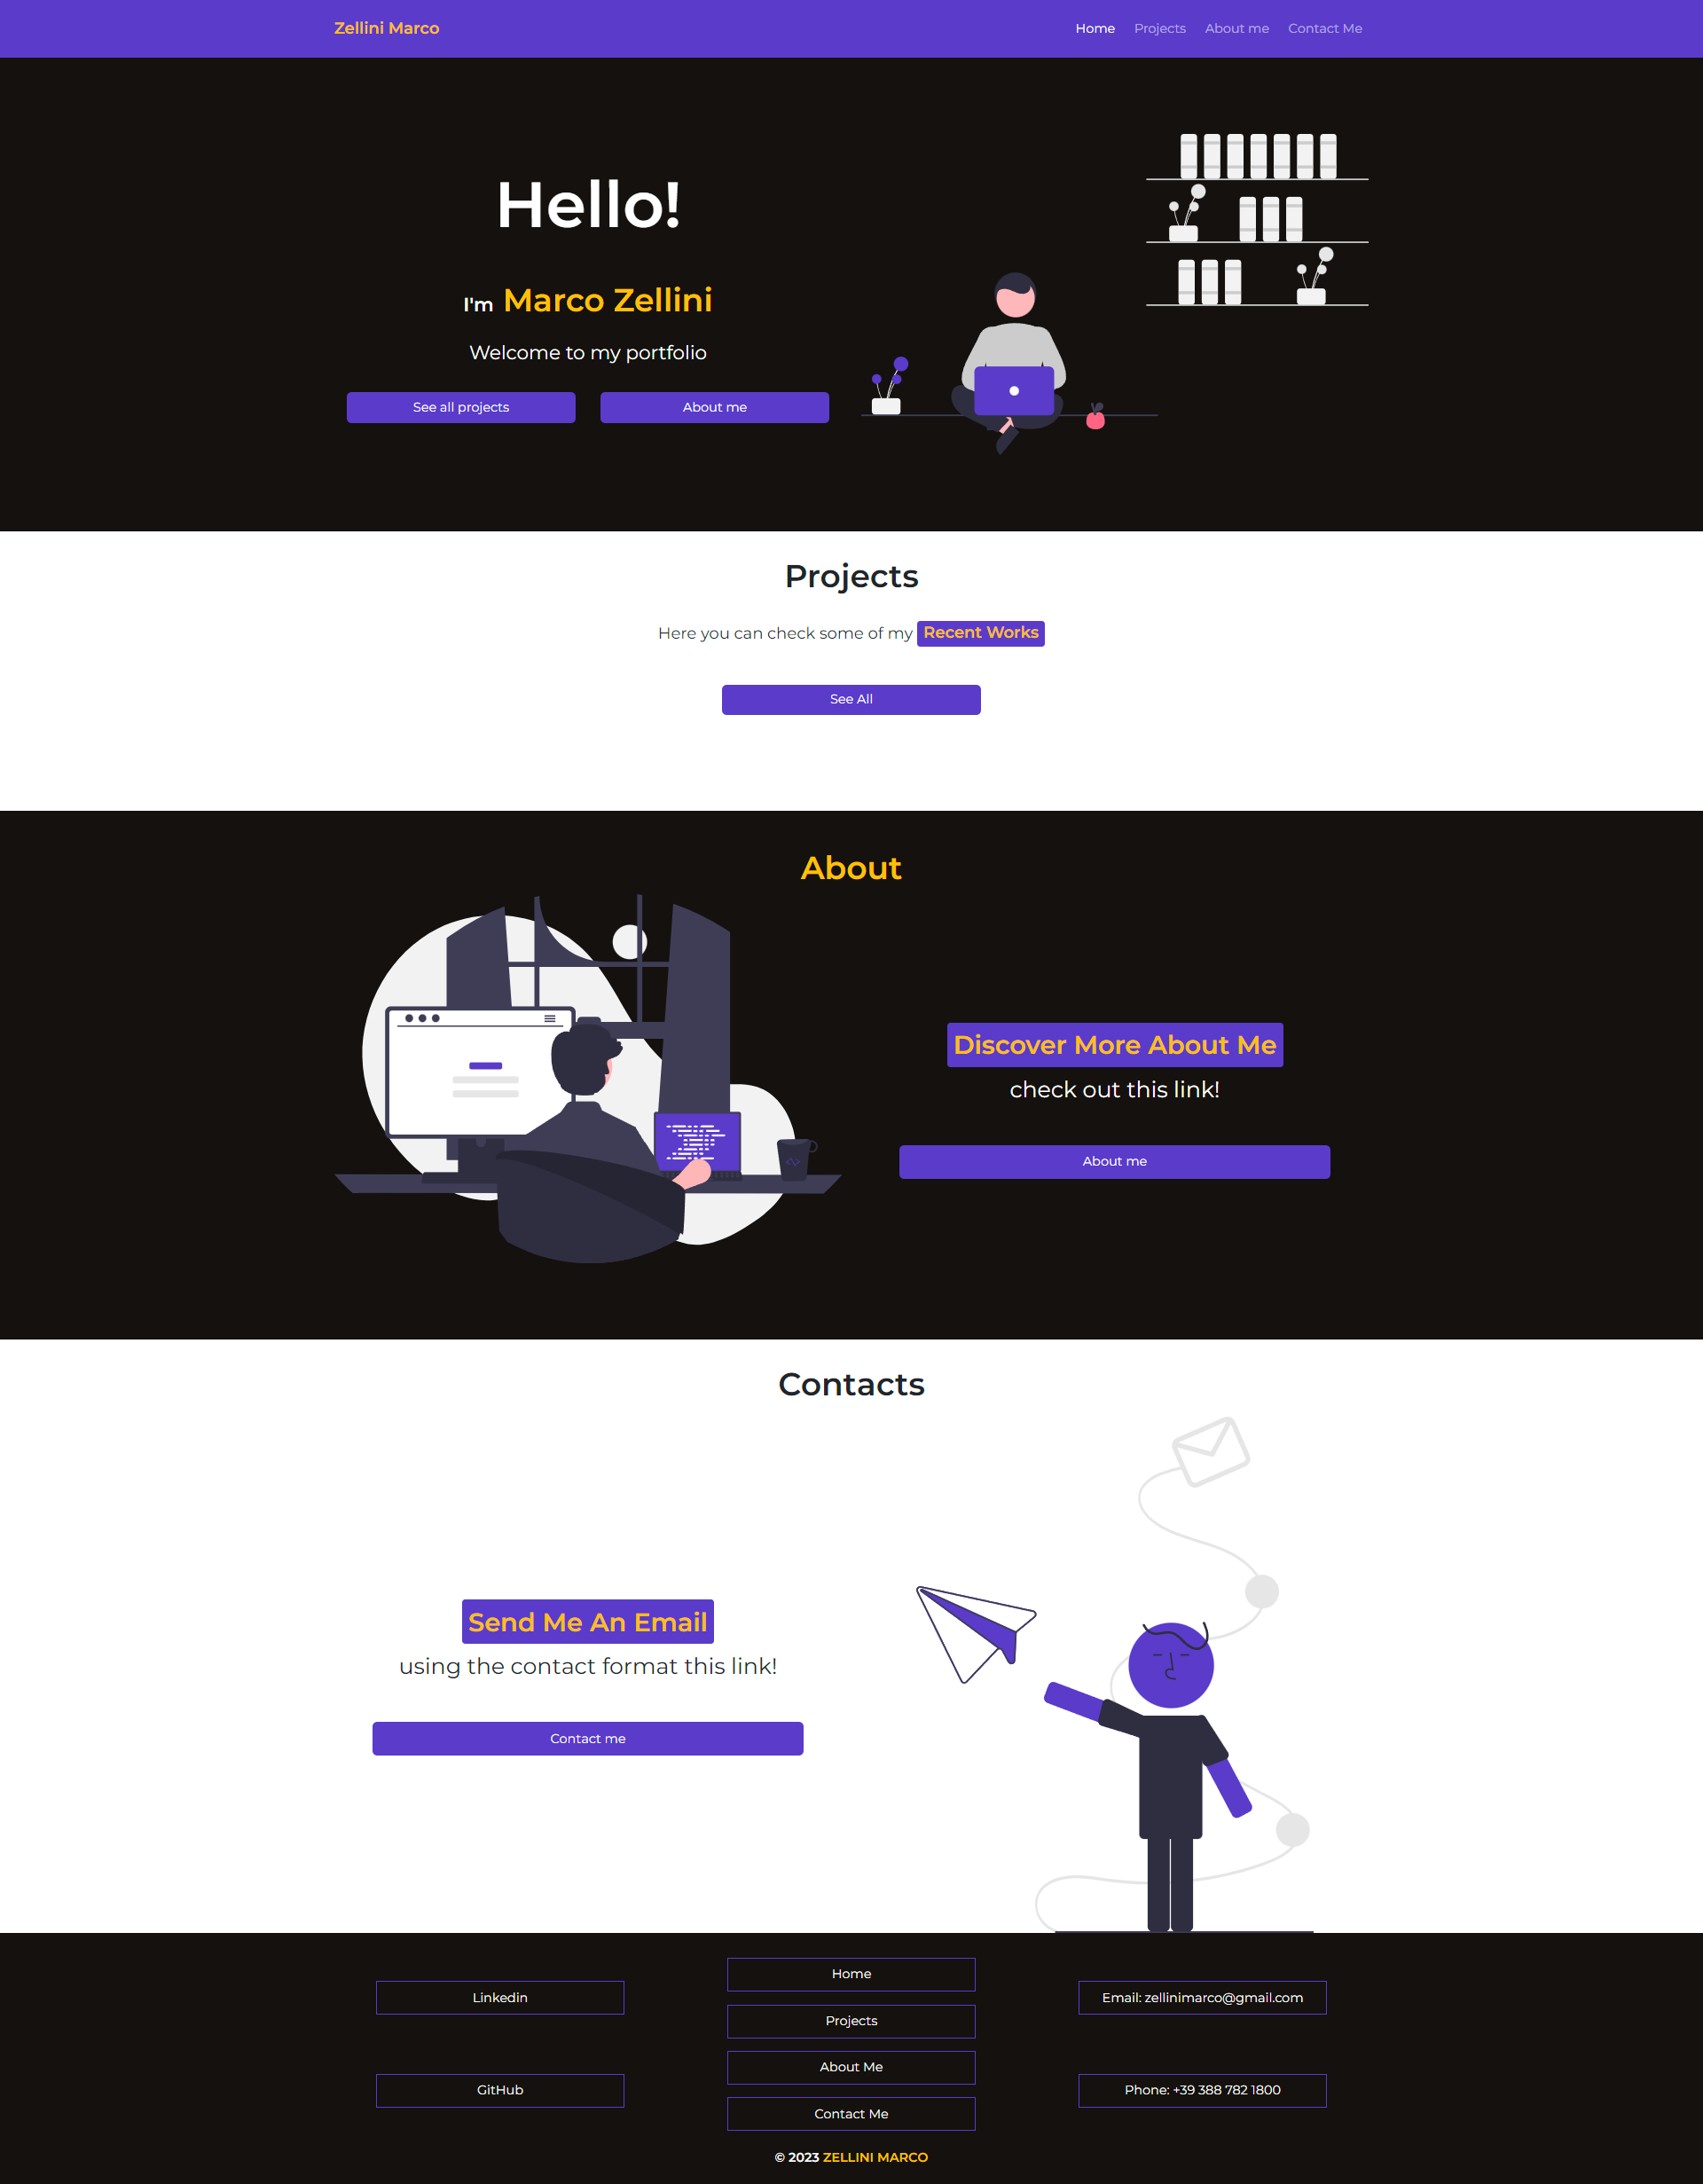 Zellini Marco
Home Projects About me Contact Me
Hello!
I'm Marco Zellini
Welcome to my portfolio
See all projects About me
Projects
Here you can check some of my Recent Works
See All
About
Discover More About Me
check out this link!
About me
Contacts
Send Me An Email
using the contact format this link!
Contact me
Linkedin
GitHub
Home
Projects
About Me
Contact Me
Email: zellinimarco@gmail.com
Phone: +39 388 782 1800
© 2023 ZELLINI MARCO